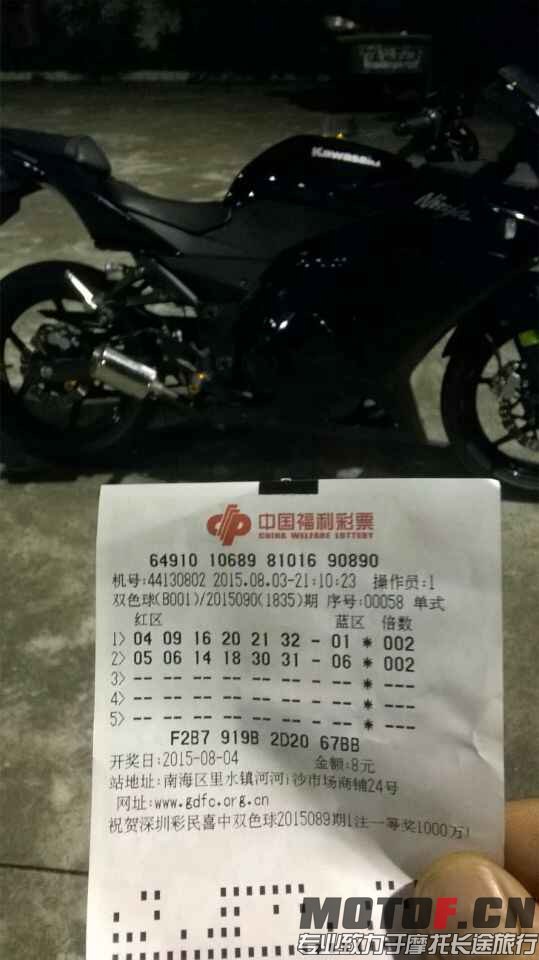 Kawasaki
Ninja
中国福利彩票
CHINA WELFARE LOTTERY
64910 10689 81016 90890
机号:44130802 2015.08.03-21:10:23 操作员:1
双色球(B001)/2015090(1835)期 序号:00058 单式
红区 蓝区 倍数
1> 04 09 16 20 21 32 - 01 * 002
2> 05 06 14 18 30 31 - 06 * 002
3> -- -- -- -- -- -- - -- * ---
4> -- -- -- -- -- -- - -- * ---
5> -- -- -- -- -- -- - -- * ---
F2B7 919B 2D20 67BB
开奖日:2015-08-04 金额:8元
站地址:南海区里水镇河河沙市场商铺24号
网址:www.gdfc.org.cn
祝贺深圳彩民喜中双色球2015089期1注一等奖1000万!
MOTOF.CN
专业致力于摩托长途旅行